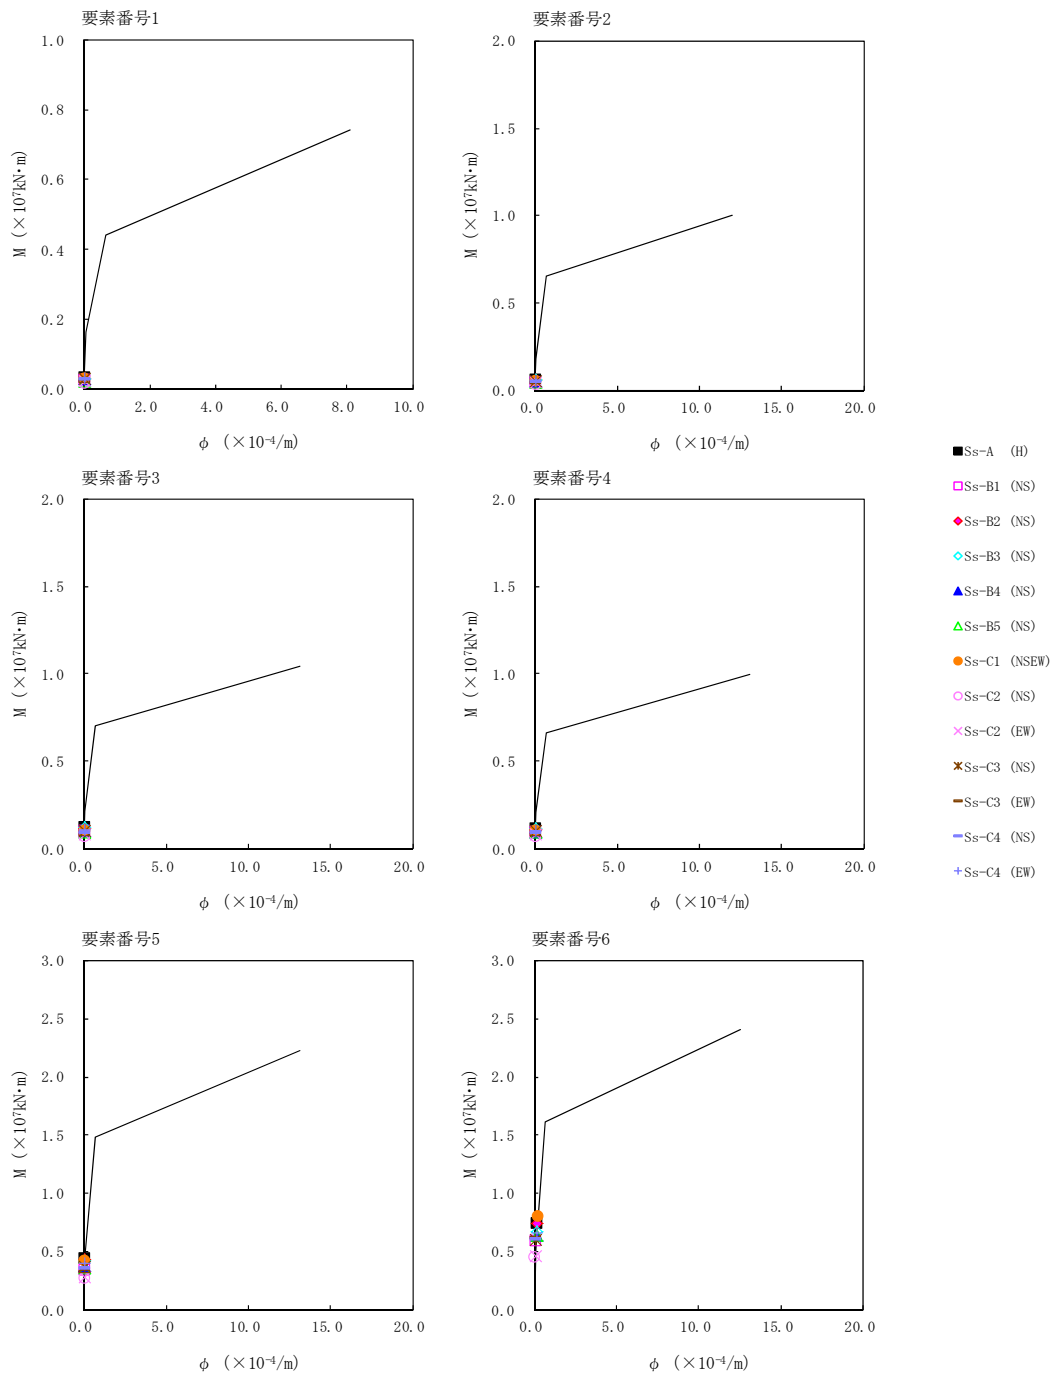 要素番号1
1.0
0.8
0.6
0.4
0.2
0.0
M (×10⁷kN・m)
0.0 2.0 4.0 6.0 8.0 10.0
φ (×10⁻⁴/m)
要素番号2
2.0
1.5
1.0
0.5
0.0
M (×10⁷kN・m)
0.0 5.0 10.0 15.0 20.0
φ (×10⁻⁴/m)
要素番号3
2.0
1.5
1.0
0.5
0.0
M (×10⁷kN・m)
0.0 5.0 10.0 15.0 20.0
φ (×10⁻⁴/m)
要素番号4
2.0
1.5
1.0
0.5
0.0
M (×10⁷kN・m)
0.0 5.0 10.0 15.0 20.0
φ (×10⁻⁴/m)
要素番号5
3.0
2.5
2.0
1.5
1.0
0.5
0.0
M (×10⁷kN・m)
0.0 5.0 10.0 15.0 20.0
φ (×10⁻⁴/m)
要素番号6
3.0
2.5
2.0
1.5
1.0
0.5
0.0
M (×10⁷kN・m)
0.0 5.0 10.0 15.0 20.0
φ (×10⁻⁴/m)
Ss-A (H)
Ss-B1 (NS)
Ss-B2 (NS)
Ss-B3 (NS)
Ss-B4 (NS)
Ss-B5 (NS)
Ss-C1 (NSEW)
Ss-C2 (NS)
Ss-C2 (EW)
Ss-C3 (NS)
Ss-C3 (EW)
Ss-C4 (NS)
Ss-C4 (EW)